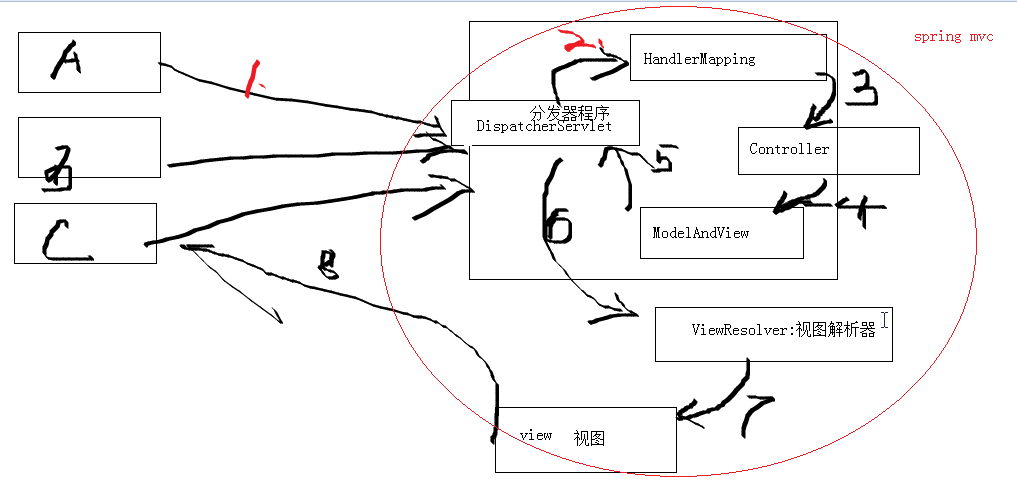 spring mvc
A
1.
2.
HandlerMapping
3
分发器程序
DispatcherServlet
Controller
B
5
4
C
6
ModelAndView
8
ViewResolver:视图解析器
7
view 视图